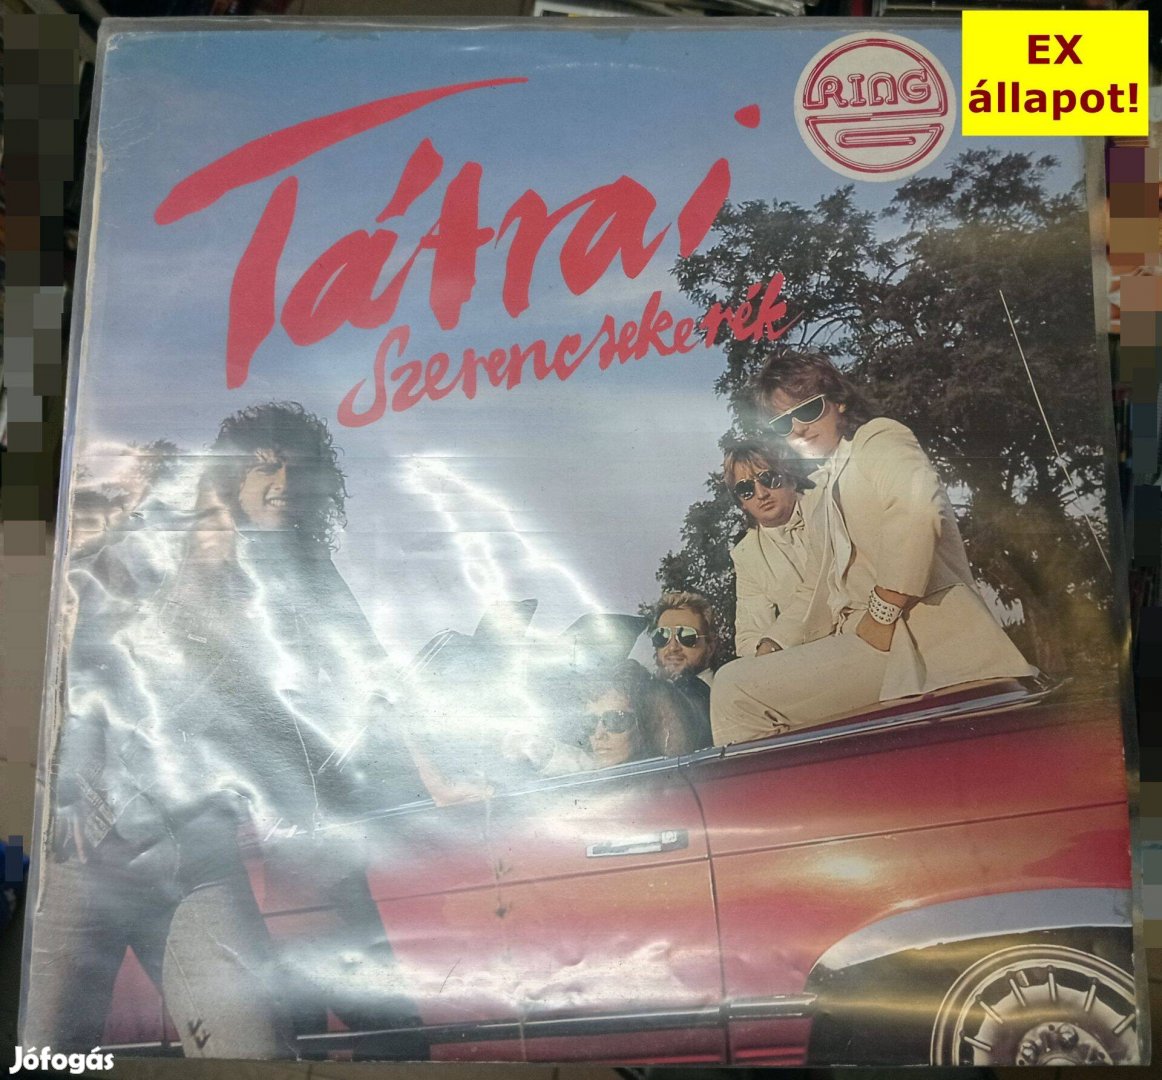 EX
állapot!
RING
Tátrai
Szerencsekerék
Jófogás